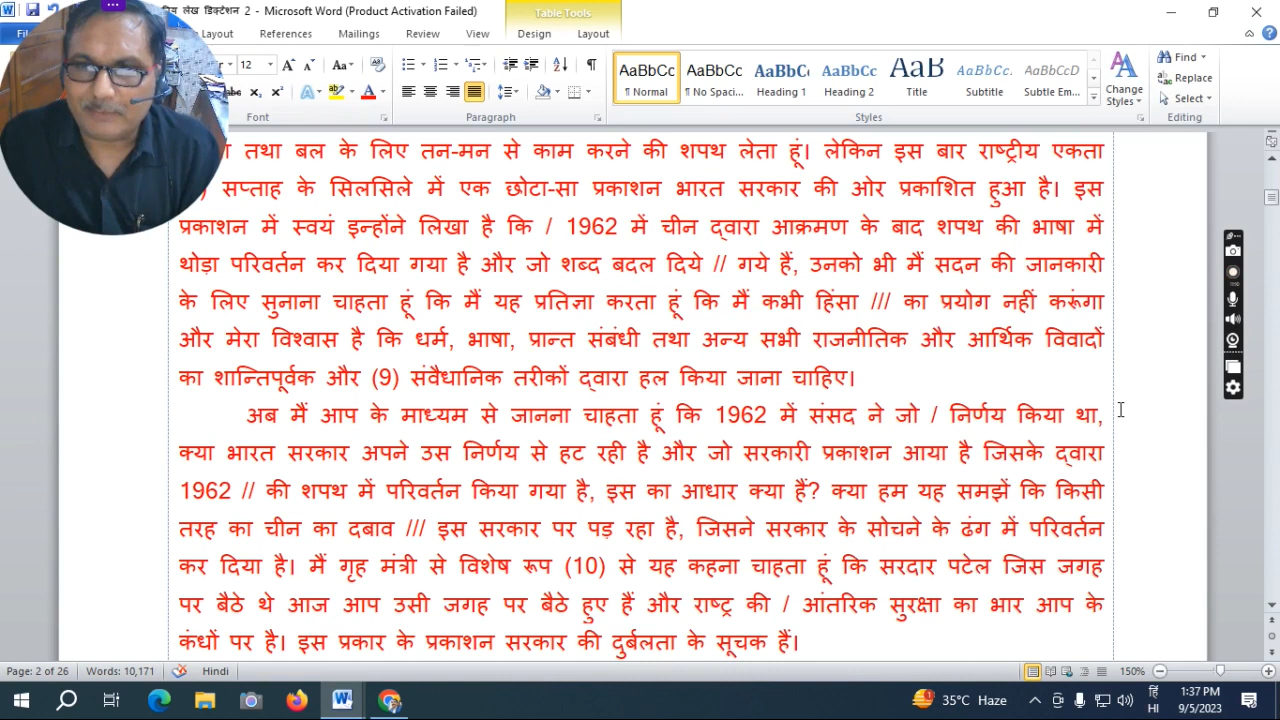 लेख डिक्टैशन 2 - Microsoft Word (Product Activation Failed)
Table Tools
Layout References Mailings Review View Design Layout
12 Aa
AaBbCc AaBbCc AaBbC AaBbCc AaB AaBbCc AaBbCc
¶ Normal ¶ No Spaci... Heading 1 Heading 2 Title Subtitle Subtle Em...
Change Styles
Find
Replace
Select
Font Paragraph Styles Editing
तथा बल के लिए तन-मन से काम करने की शपथ लेता हूं। लेकिन इस बार राष्ट्रीय एकता
सप्ताह के सिलसिले में एक छोटा-सा प्रकाशन भारत सरकार की ओर प्रकाशित हुआ है। इस
प्रकाशन में स्वयं इन्होंने लिखा है कि / 1962 में चीन द्वारा आक्रमण के बाद शपथ की भाषा में
थोड़ा परिवर्तन कर दिया गया है और जो शब्द बदल दिये // गये हैं, उनको भी मैं सदन की जानकारी
के लिए सुनाना चाहता हूं कि मैं यह प्रतिज्ञा करता हूं कि मैं कभी हिंसा /// का प्रयोग नहीं करूंगा
और मेरा विश्वास है कि धर्म, भाषा, प्रान्त संबंधी तथा अन्य सभी राजनीतिक और आर्थिक विवादों
का शान्तिपूर्वक और (9) संवैधानिक तरीकों द्वारा हल किया जाना चाहिए।
अब मैं आप के माध्यम से जानना चाहता हूं कि 1962 में संसद ने जो / निर्णय किया था,
क्या भारत सरकार अपने उस निर्णय से हट रही है और जो सरकारी प्रकाशन आया है जिसके द्वारा
1962 // की शपथ में परिवर्तन किया गया है, इस का आधार क्या हैं? क्या हम यह समझें कि किसी
तरह का चीन का दबाव /// इस सरकार पर पड़ रहा है, जिसने सरकार के सोचने के ढंग में परिवर्तन
कर दिया है। मैं गृह मंत्री से विशेष रूप (10) से यह कहना चाहता हूं कि सरदार पटेल जिस जगह
पर बैठे थे आज आप उसी जगह पर बैठे हुए हैं और राष्ट्र की / आंतरिक सुरक्षा का भार आप के
कंधों पर है। इस प्रकार के प्रकाशन सरकार की दुर्बलता के सूचक हैं।
Page: 2 of 26 Words: 10,171 Hindi 150%
35°C Haze हि HI 1:37 PM 9/5/2023